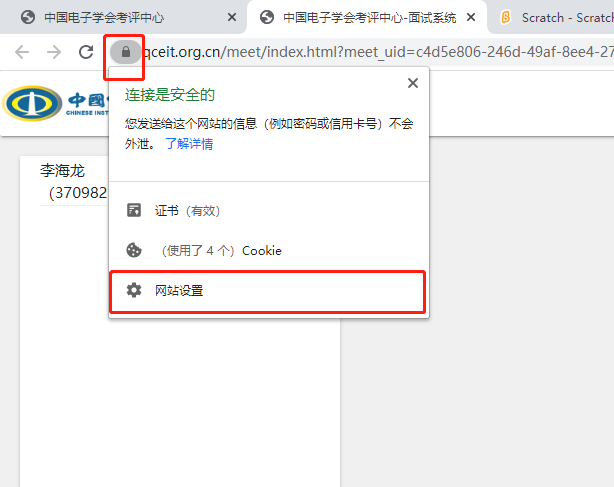 中国电子学会考评中心
中国电子学会考评中心-面试系统
Scratch - Scratc
qceit.org.cn/meet/index.html?meet_uid=c4d5e806-246d-49af-8ee4-27
中國
CHINESE INST
连接是安全的
您发送给这个网站的信息（例如密码或信用卡号）不会
外泄。 了解详情
李海龙
（370982
证书（有效）
（使用了 4 个）Cookie
网站设置